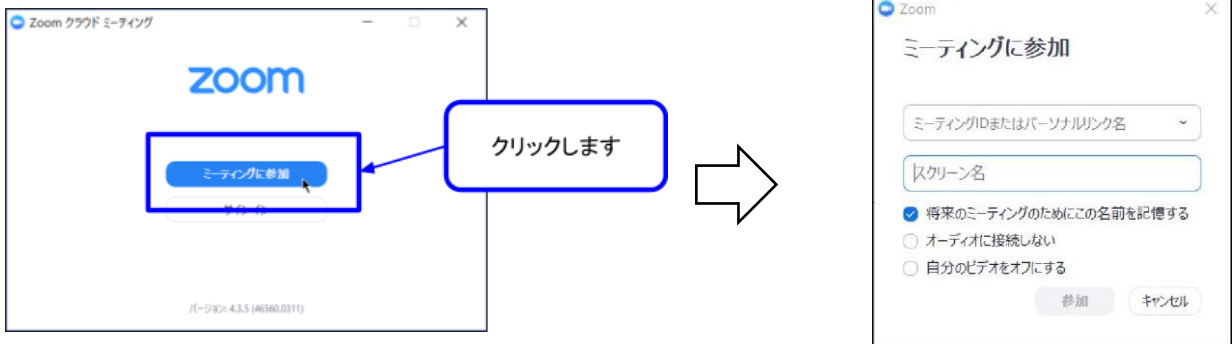 Zoom クラウド ミーティング
zoom
ミーティングに参加
サインイン
バージョン: 4.3.5 (46560.0311)
クリックします
Zoom
ミーティングに参加
ミーティングIDまたはパーソナルリンク名
スクリーン名
将来のミーティングのためにこの名前を記憶する
オーディオに接続しない
自分のビデオをオフにする
参加 キャンセル